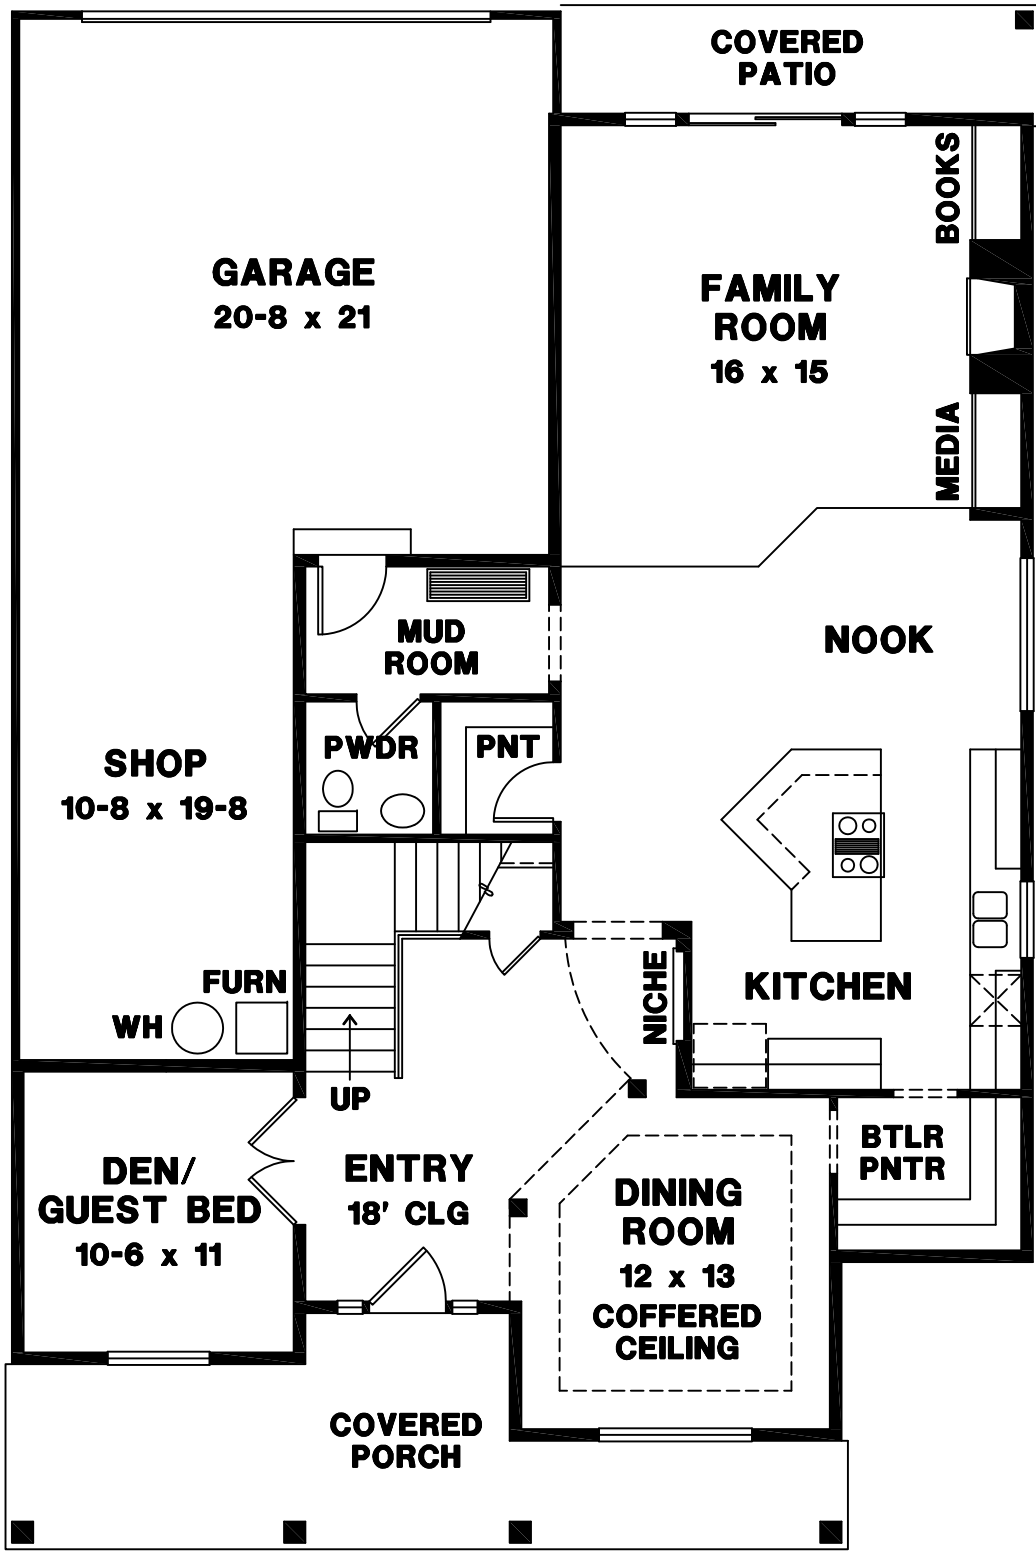 COVERED
PATIO
BOOKS
GARAGE
20-8 x 21
FAMILY
ROOM
16 x 15
MEDIA
MUD
ROOM
NOOK
PWDR
PNT
SHOP
10-8 x 19-8
FURN
WH
NICHE
KITCHEN
UP
BTLR
PNTR
DEN/
GUEST BED
10-6 x 11
ENTRY
18' CLG
DINING
ROOM
12 x 13
COFFERED
CEILING
COVERED
PORCH